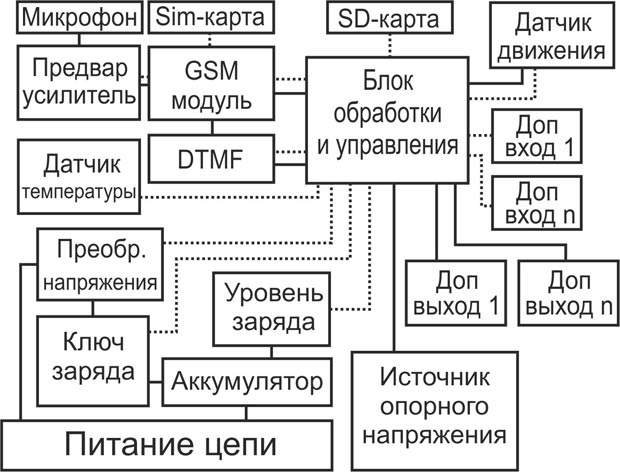 Микрофон
Sim-карта
SD-карта
Датчик
движения
Предвар
усилитель
GSM
модуль
Блок
обработки
и управления
DTMF
Доп
вход 1
Датчик
температуры
Доп
вход n
Преобр.
напряжения
Уровень
заряда
Доп
выход 1
Доп
выход n
Ключ
заряда
Аккумулятор
Источник
опорного
напряжения
Питание цепи